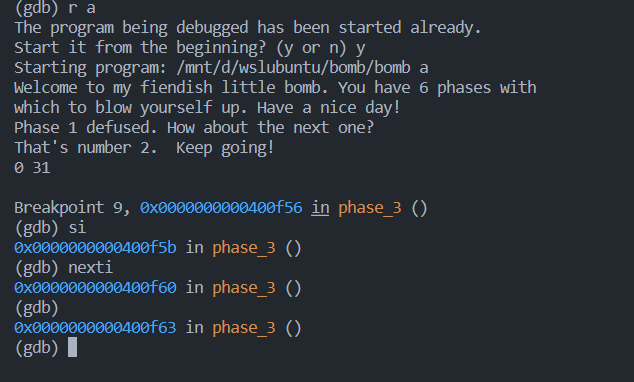 (gdb) r a
The program being debugged has been started already.
Start it from the beginning? (y or n) y
Starting program: /mnt/d/wslubuntu/bomb/bomb a
Welcome to my fiendish little bomb. You have 6 phases with
which to blow yourself up. Have a nice day!
Phase 1 defused. How about the next one?
That's number 2.  Keep going!
0 31

Breakpoint 9, 0x0000000000400f56 in phase_3 ()
(gdb) si
0x0000000000400f5b in phase_3 ()
(gdb) nexti
0x0000000000400f60 in phase_3 ()
(gdb)
0x0000000000400f63 in phase_3 ()
(gdb)